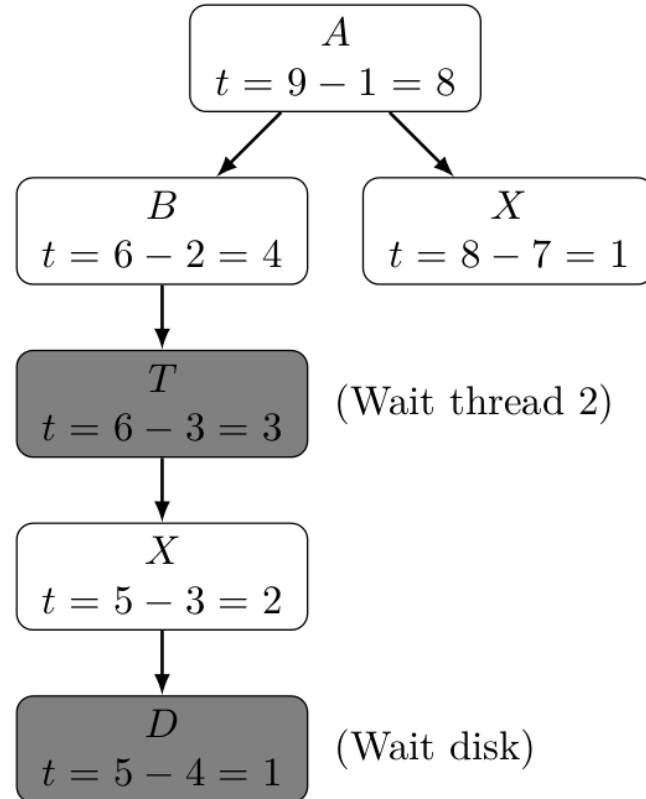 A
t = 9 − 1 = 8
B
t = 6 − 2 = 4
X
t = 8 − 7 = 1
T
t = 6 − 3 = 3
(Wait thread 2)
X
t = 5 − 3 = 2
D
t = 5 − 4 = 1
(Wait disk)